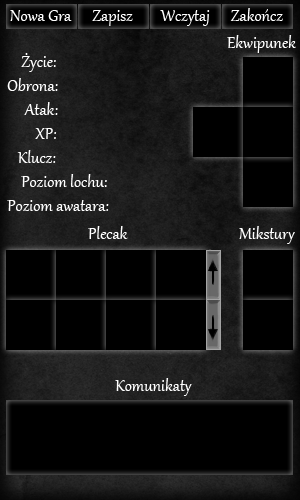 Nowa Gra Zapisz Wczytaj Zakończ
Ekwipunek
Życie:
Obrona:
Atak:
XP:
Klucz:
Poziom lochu:
Poziom awatara:
Plecak Mikstury
Komunikaty